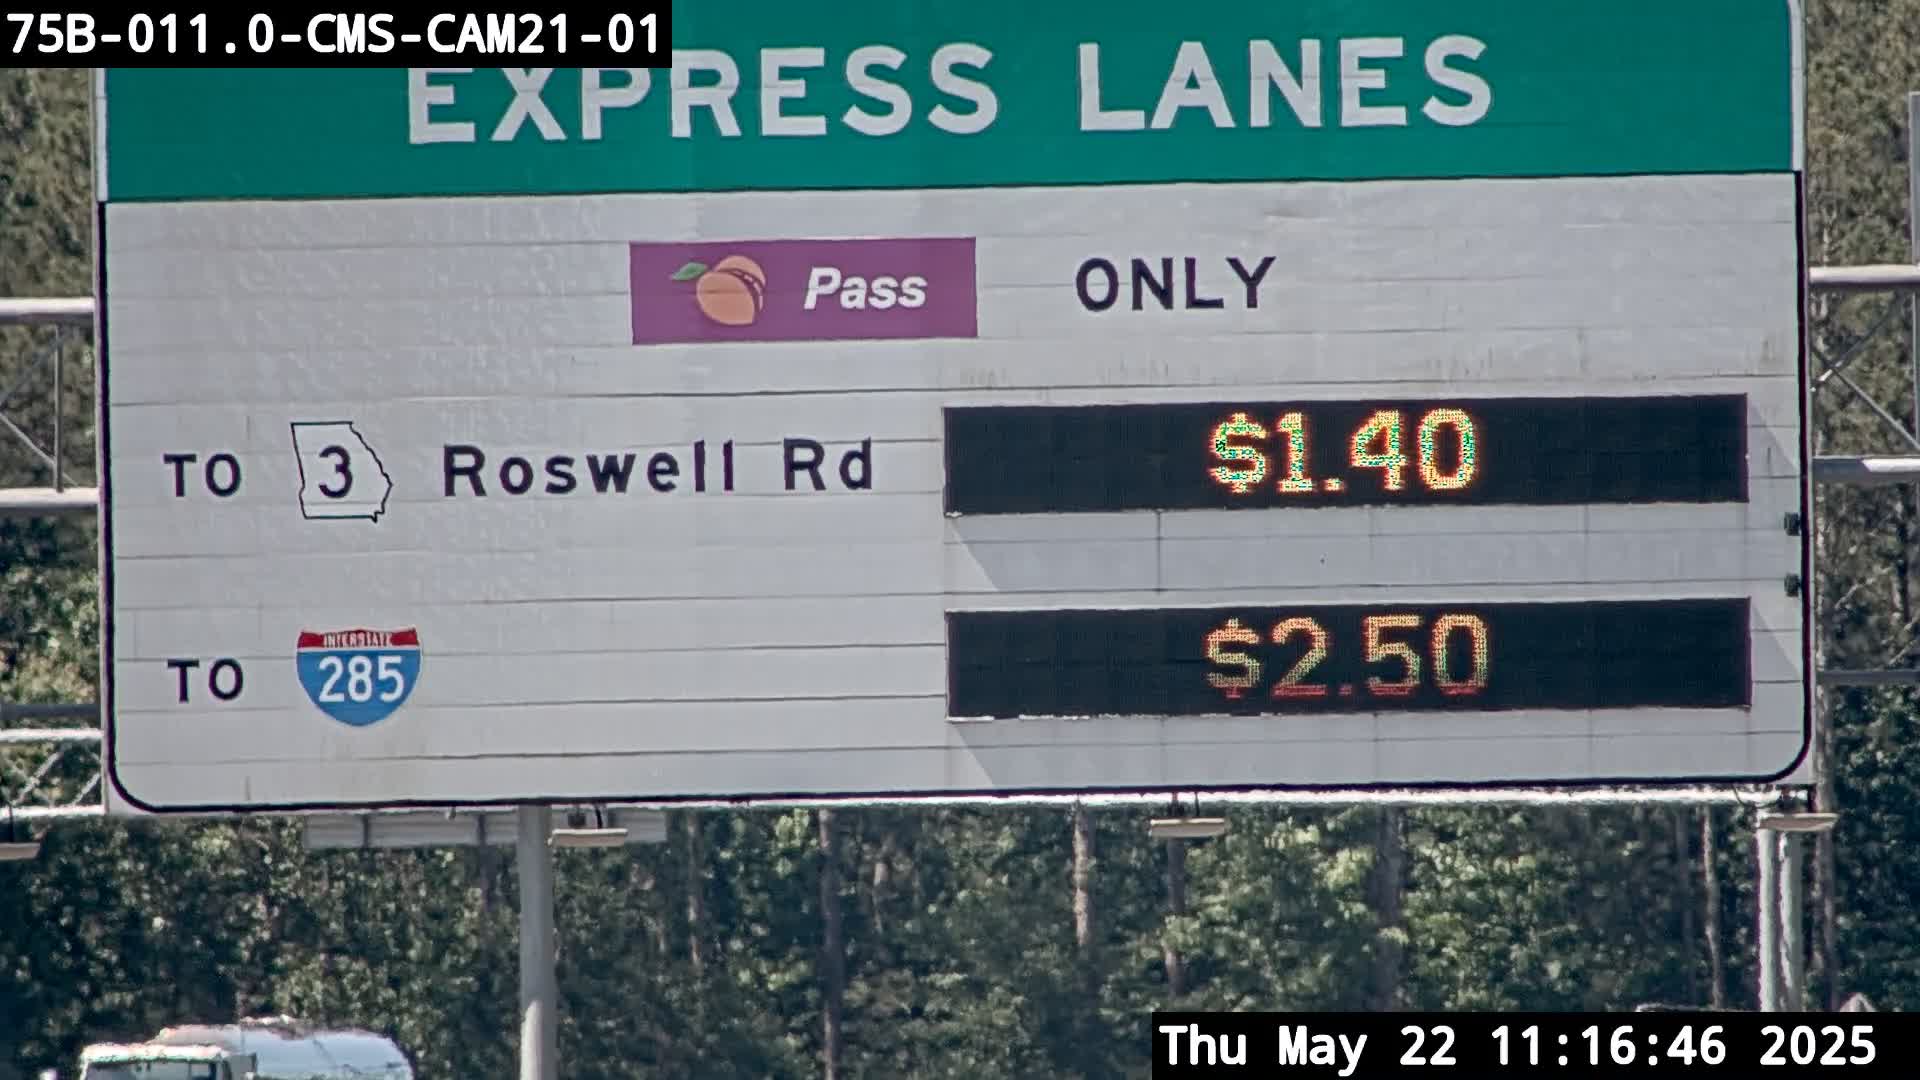 75B-011.0-CMS-CAM21-01
EXPRESS LANES
Pass ONLY
TO 3 Roswell Rd $1.40
TO INTERSTATE 285 $2.50
Thu May 22 11:16:46 2025